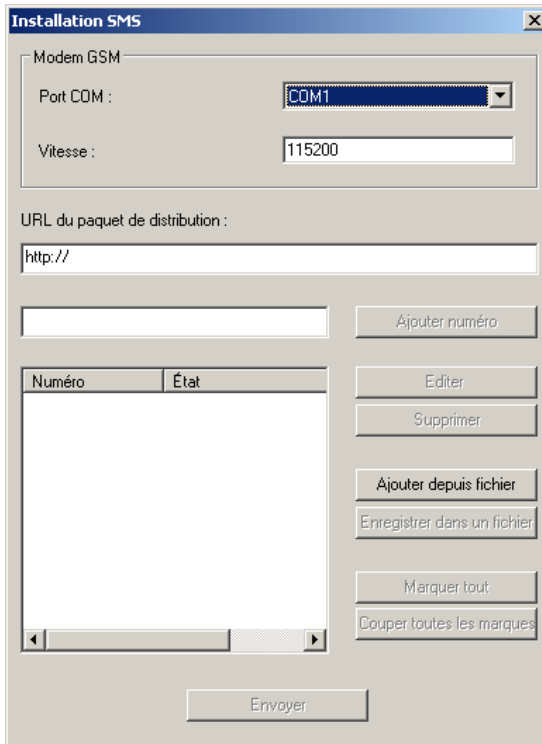 Installation SMS
Modem GSM
Port COM :
COM1
Vitesse :
115200
URL du paquet de distribution :
http://
Ajouter numéro
Numéro État
Editer
Supprimer
Ajouter depuis fichier
Enregistrer dans un fichier
Marquer tout
Couper toutes les marques
Envoyer